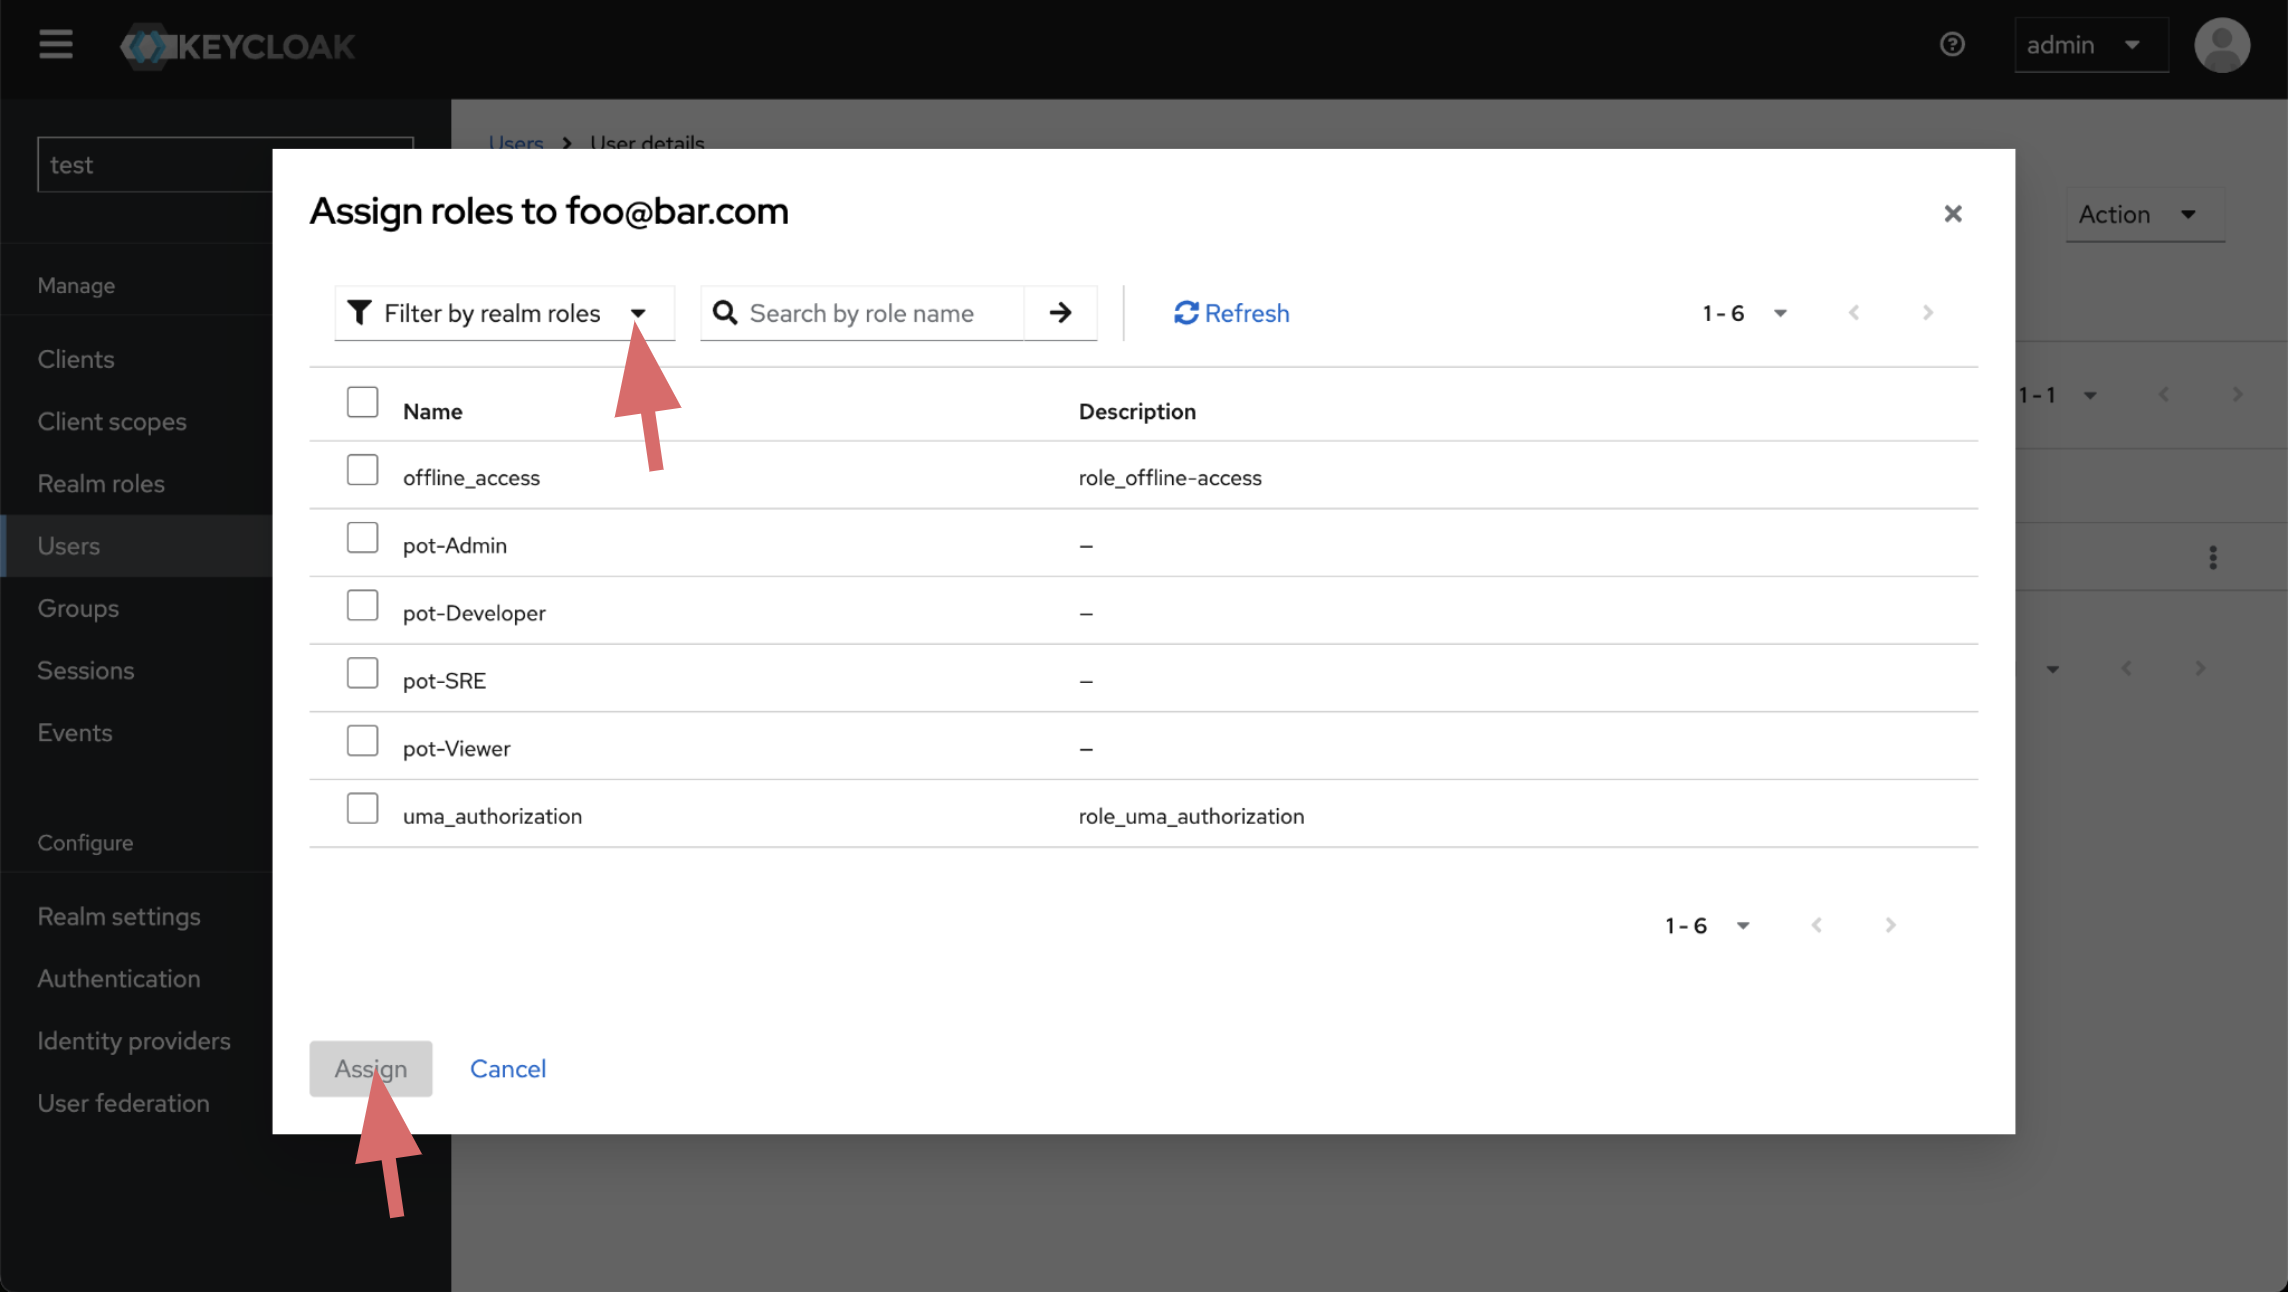 KEYCLOAK
admin
test
Users
User details
Action
Manage
Clients
Client scopes
Realm roles
Users
Groups
Sessions
Events
Configure
Realm settings
Authentication
Identity providers
User federation
1 - 1
Assign roles to foo@bar.com
Filter by realm roles
Search by role name
Refresh
1 - 6
Name Description
offline_access role_offline-access
pot-Admin –
pot-Developer –
pot-SRE –
pot-Viewer –
uma_authorization role_uma_authorization
1 - 6
Assign Cancel